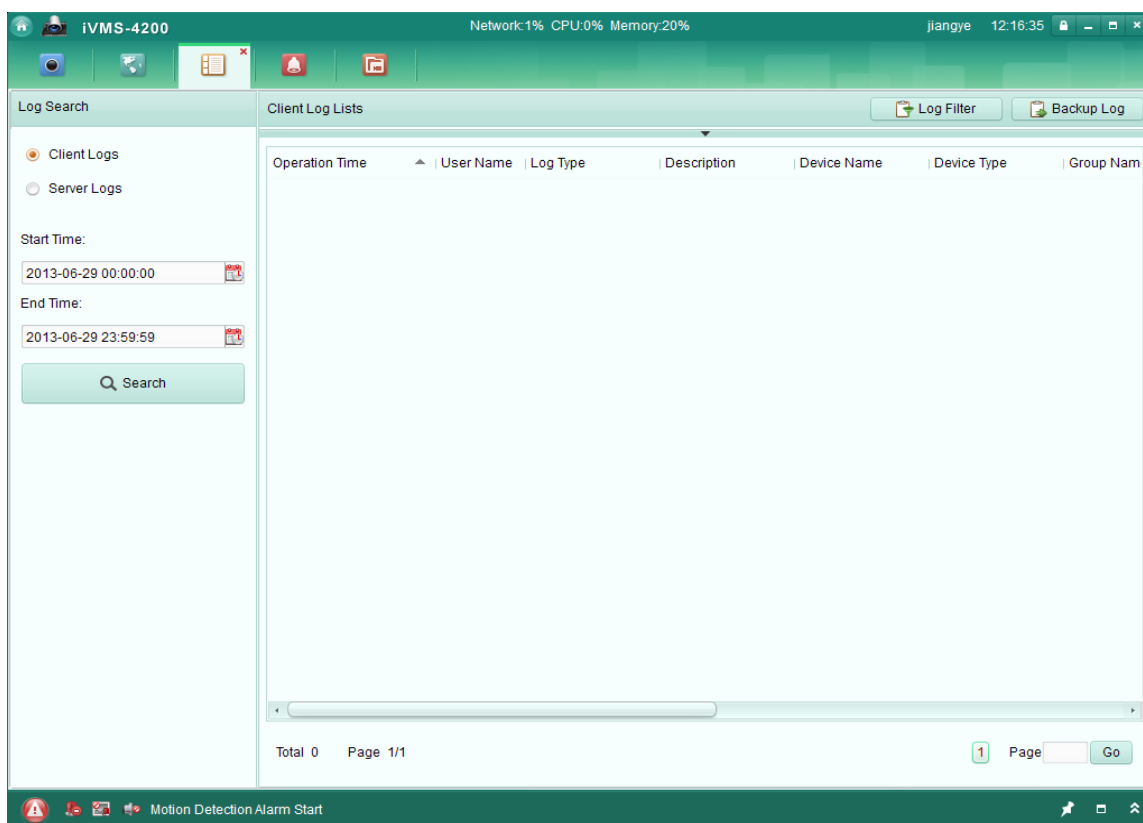 iVMS-4200 Network:1% CPU:0% Memory:20% jiangye 12:16:35
Log Search
Client Log Lists Log Filter Backup Log
Client Logs
Server Logs
Operation Time User Name Log Type Description Device Name Device Type Group Nam
Start Time:
2013-06-29 00:00:00
End Time:
2013-06-29 23:59:59
Search
Total 0 Page 1/1 1 Page Go
Motion Detection Alarm Start